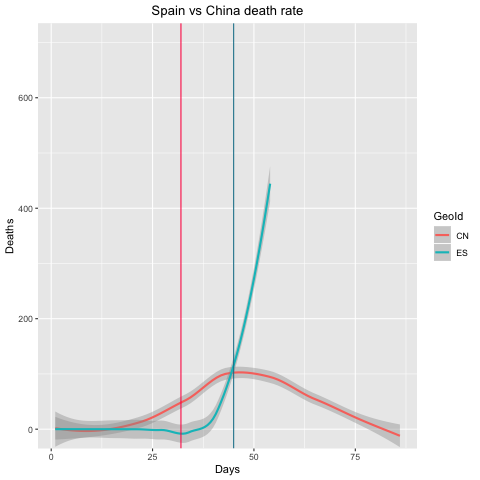 Spain vs China death rate
600
400
200
0
0 25 50 75
Days
Deaths
GeoId
CN
ES